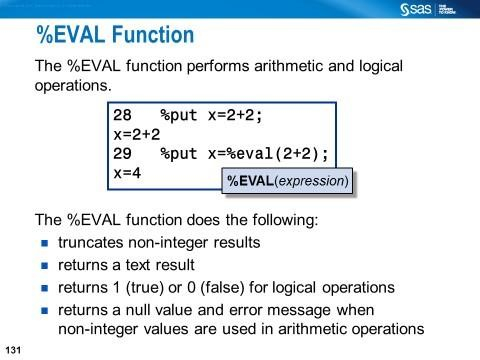 sas
THE
POWER
TO KNOW
%EVAL Function
The %EVAL function performs arithmetic and logical
operations.
28 %put x=2+2;
x=2+2
29 %put x=%eval(2+2);
x=4
%EVAL(expression)
The %EVAL function does the following:
truncates non-integer results
returns a text result
returns 1 (true) or 0 (false) for logical operations
returns a null value and error message when
non-integer values are used in arithmetic operations
131